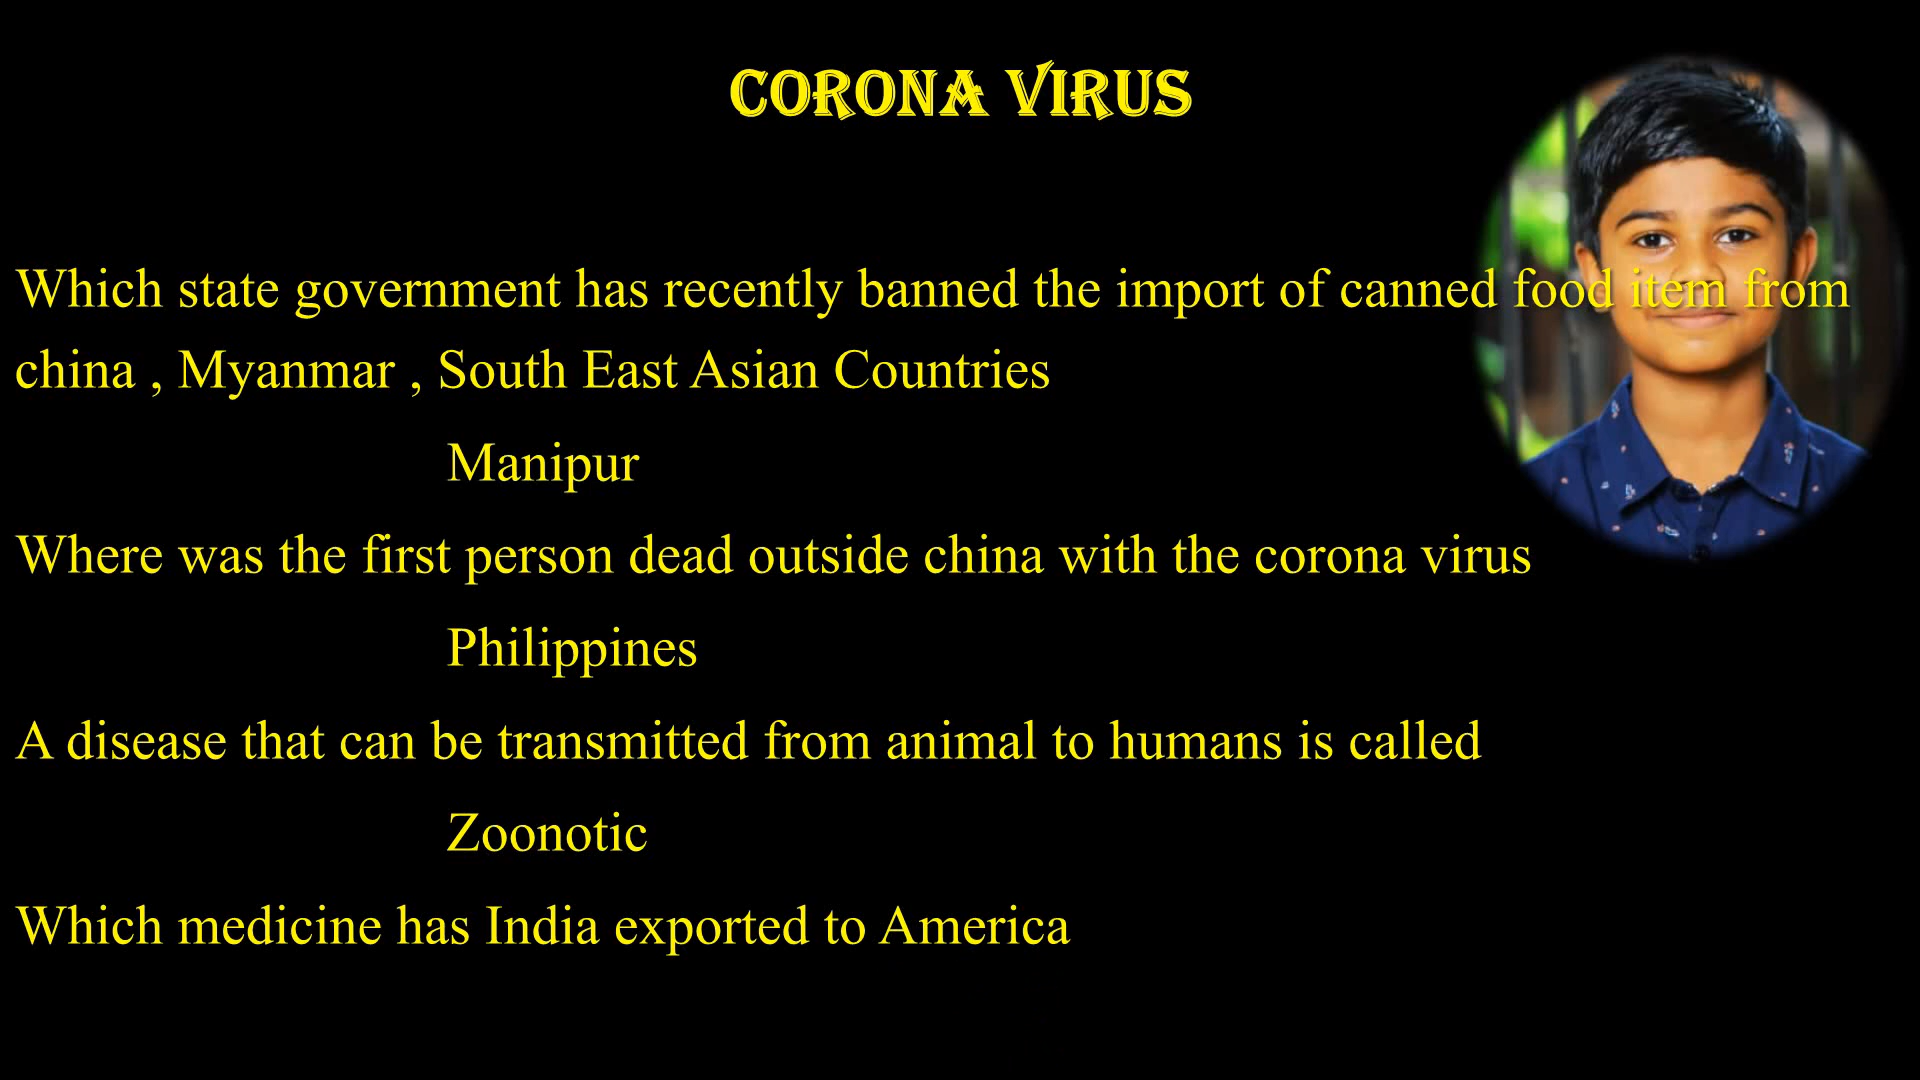 CORONA VIRUS
Which state government has recently banned the import of canned food item from
china , Myanmar , South East Asian Countries
Manipur
Where was the first person dead outside china with the corona virus
Philippines
A disease that can be transmitted from animal to humans is called
Zoonotic
Which medicine has India exported to America